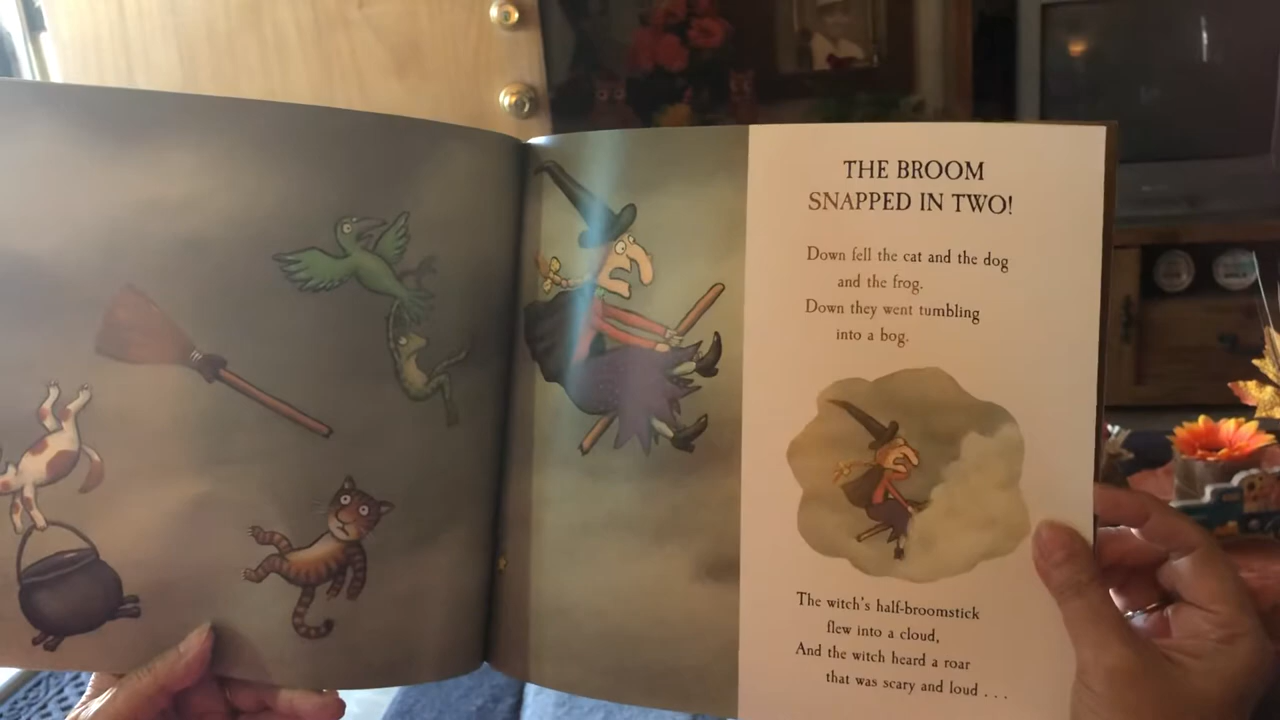 THE BROOM
SNAPPED IN TWO!
Down fell the cat and the dog
and the frog.
Down they went tumbling
into a bog.
The witch's half-broomstick
flew into a cloud,
And the witch heard a roar
that was scary and loud . . .